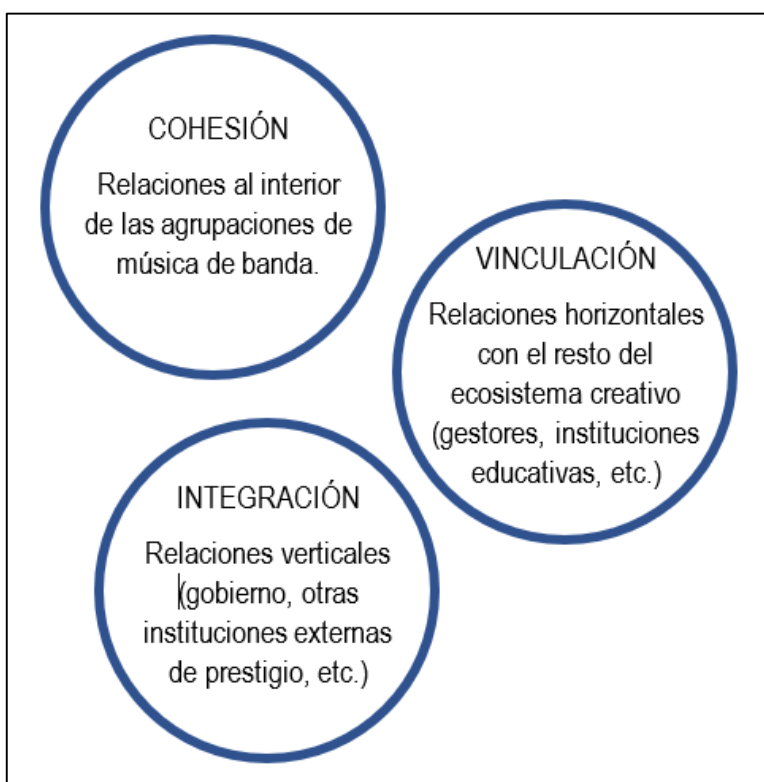 COHESIÓN
Relaciones al interior
de las agrupaciones de
música de banda.
VINCULACIÓN
Relaciones horizontales
con el resto del
ecosistema creativo
(gestores, instituciones
educativas, etc.)
INTEGRACIÓN
Relaciones verticales
(gobierno, otras
instituciones externas
de prestigio, etc.)